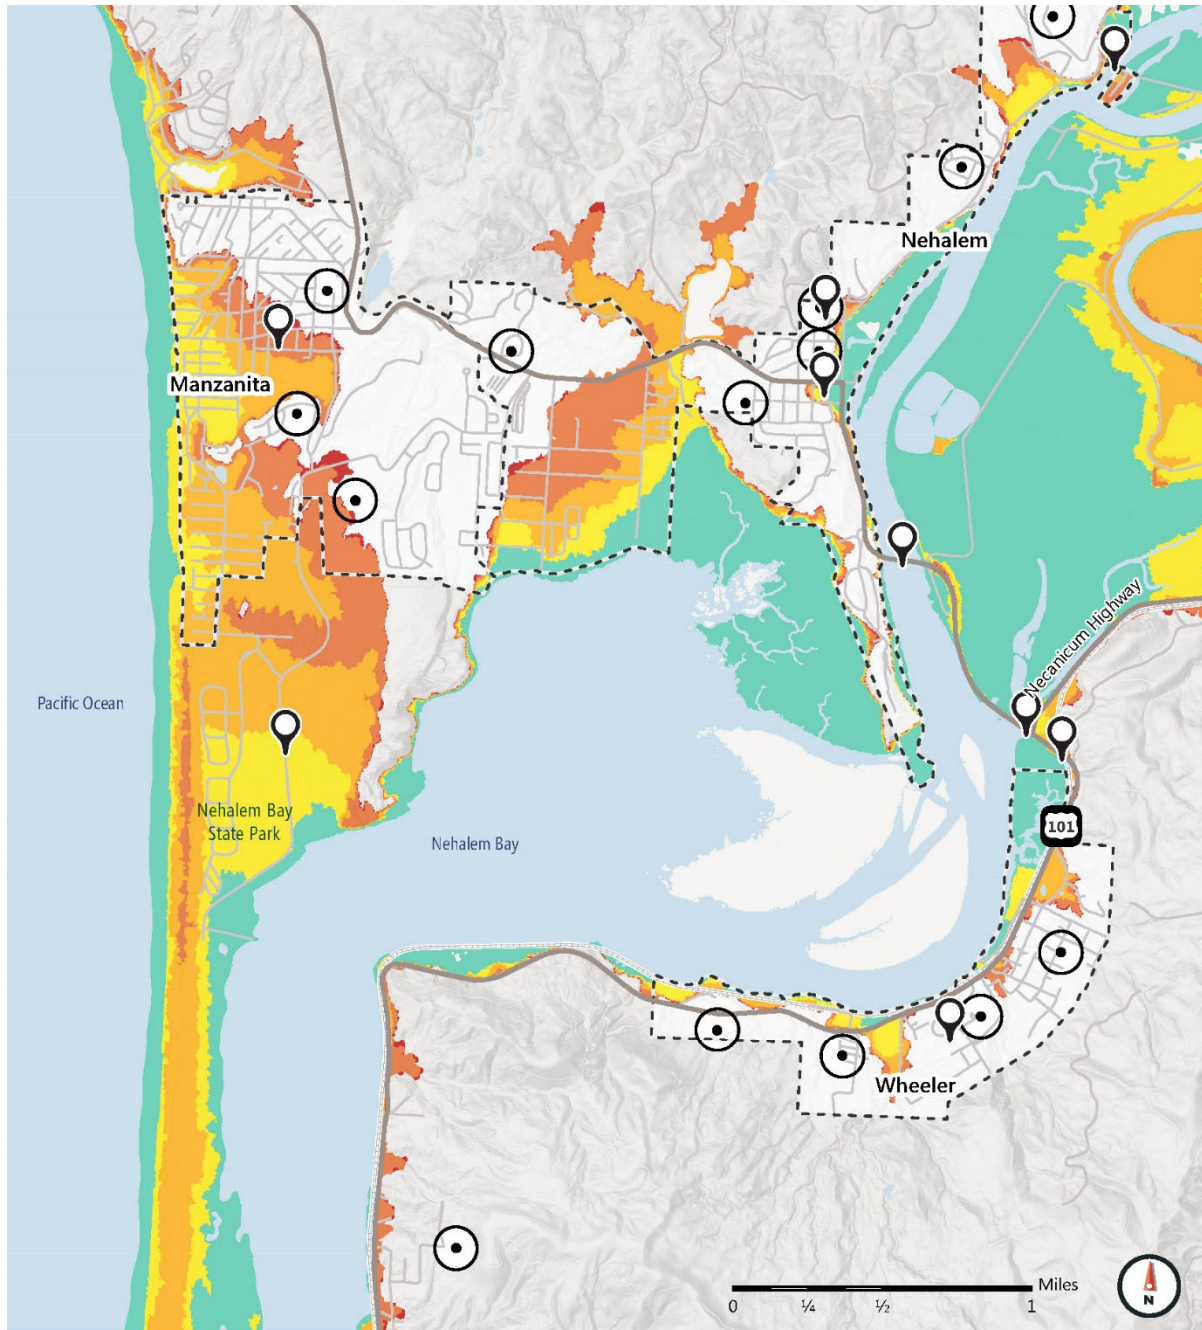 Nehalem
Manzanita
Necanicum Highway
Pacific Ocean
Nehalem Bay
State Park
Nehalem Bay
101
Wheeler
Miles
0 ¼ ½ 1
N